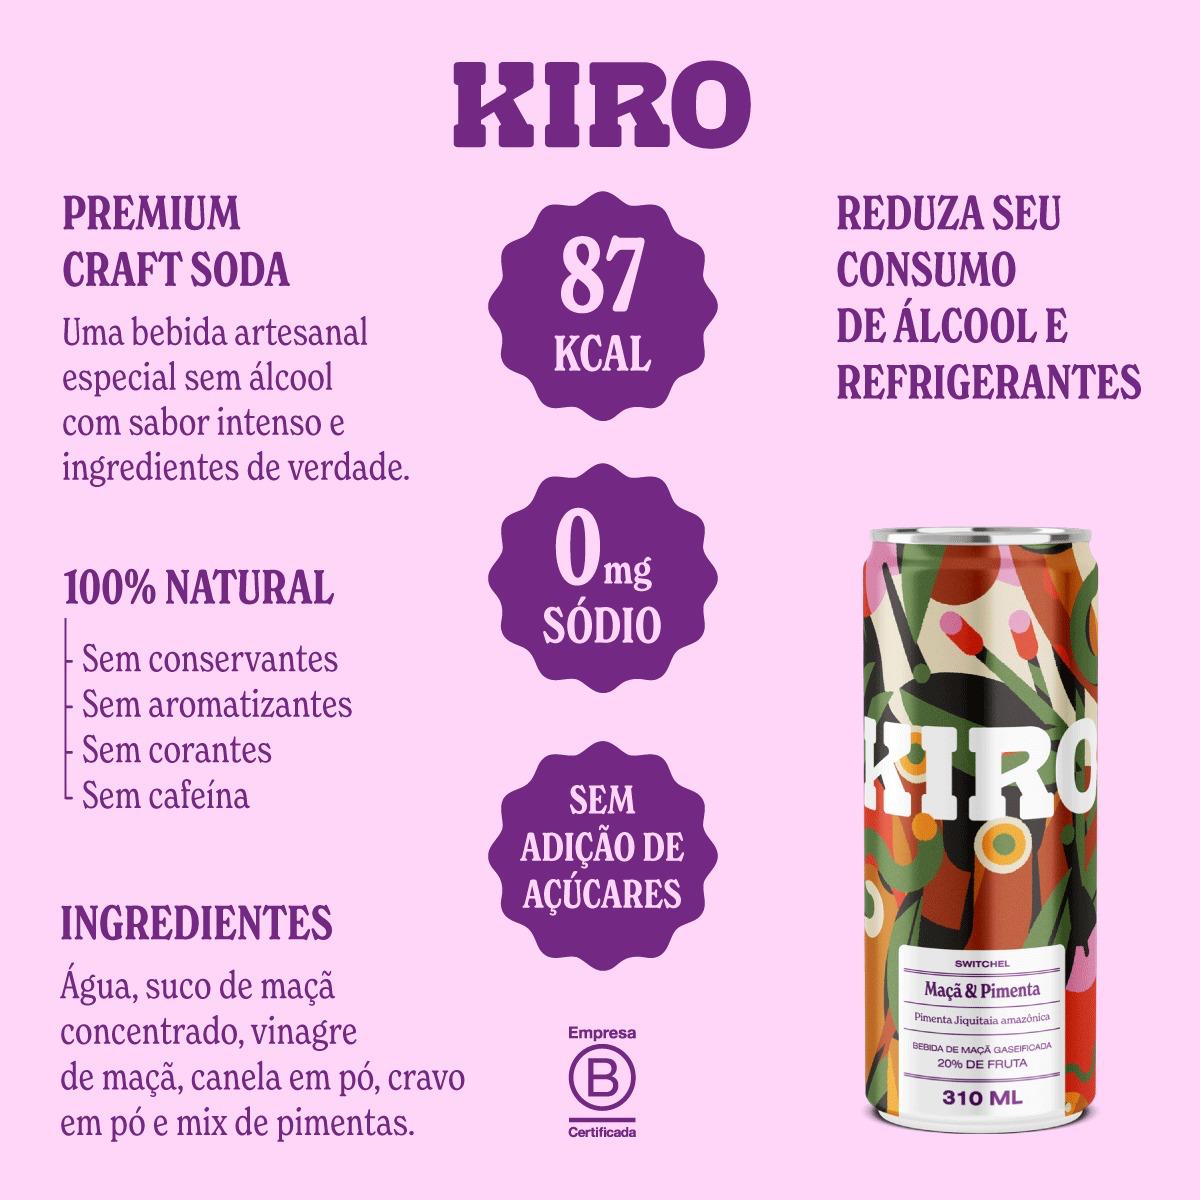 KIRO
PREMIUM
CRAFT SODA
Uma bebida artesanal
especial sem álcool
com sabor intenso e
ingredientes de verdade.
100% NATURAL
Sem conservantes
Sem aromatizantes
Sem corantes
Sem cafeína
INGREDIENTES
Água, suco de maçã
concentrado, vinagre
de maçã, canela em pó, cravo
em pó e mix de pimentas.
87
KCAL
0mg
SÓDIO
SEM
ADIÇÃO DE
AÇÚCARES
Empresa
B
Certificada
REDUZA SEU
CONSUMO
DE ÁLCOOL E
REFRIGERANTES
KIRO
SWITCHEL
Maçã & Pimenta
Pimenta Jiquitaia amazônica
BEBIDA DE MAÇÃ GASEIFICADA
20% DE FRUTA
310 ML